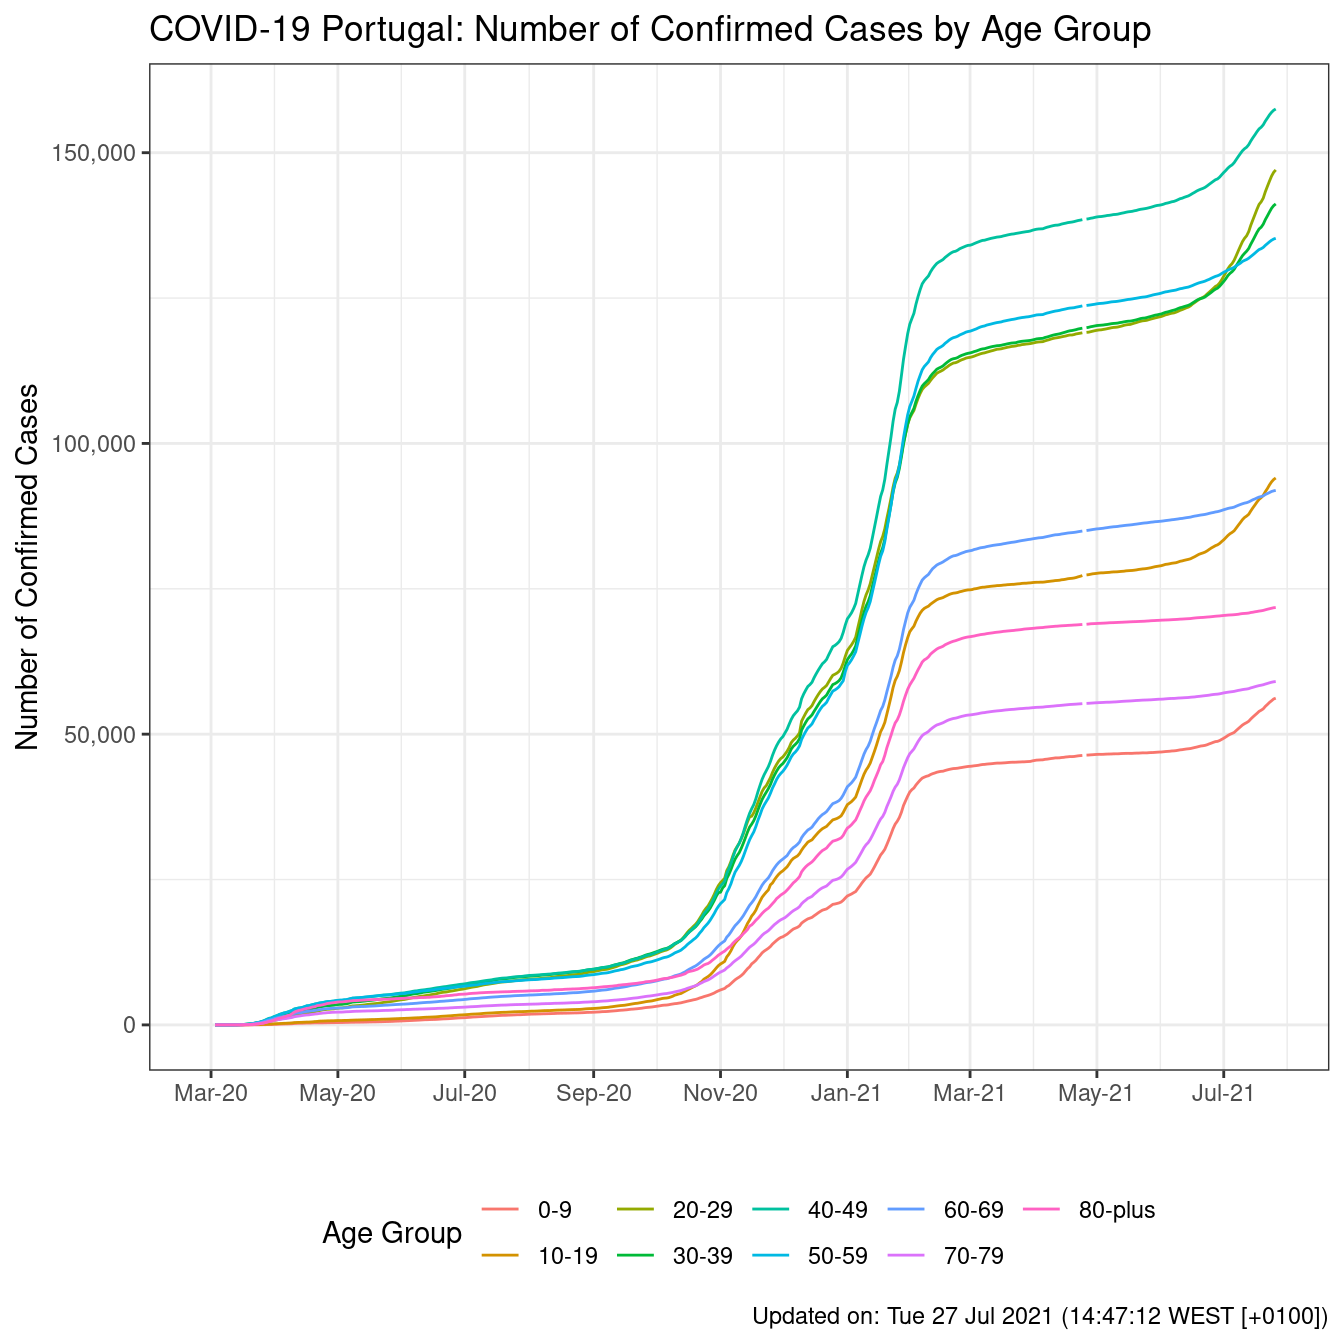 COVID-19 Portugal: Number of Confirmed Cases by Age Group
Number of Confirmed Cases
150,000
100,000
50,000
0
Mar-20 May-20 Jul-20 Sep-20 Nov-20 Jan-21 Mar-21 May-21 Jul-21
Age Group
0-9 20-29 40-49 60-69 80-plus
10-19 30-39 50-59 70-79
Updated on: Tue 27 Jul 2021 (14:47:12 WEST [+0100])